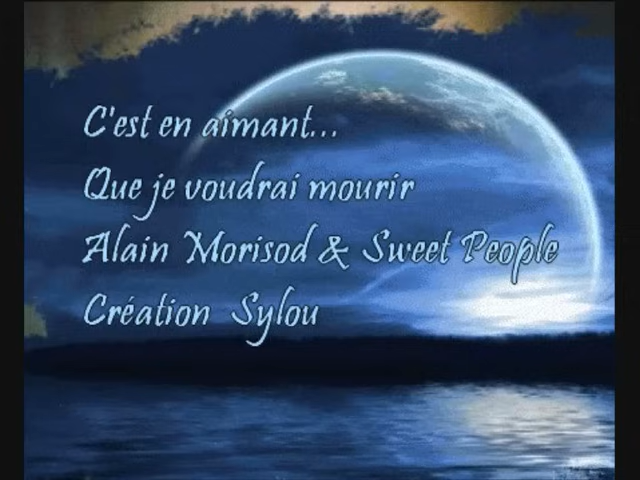 C'est en aimant...
Que je voudrai mourir
Alain Morisod & Sweet People
Création Sylou